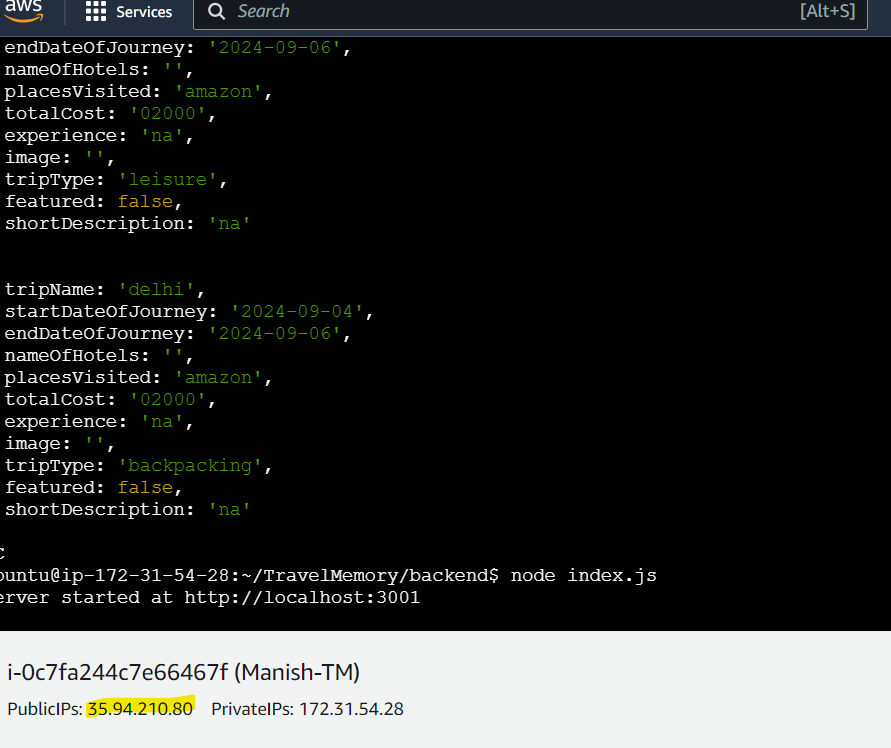 aws Services Search [Alt+S]
endDateOfJourney: '2024-09-06',
nameOfHotels: '',
placesVisited: 'amazon',
totalCost: '02000',
experience: 'na',
image: '',
tripType: 'leisure',
featured: false,
shortDescription: 'na'
tripName: 'delhi',
startDateOfJourney: '2024-09-04',
endDateOfJourney: '2024-09-06',
nameOfHotels: '',
placesVisited: 'amazon',
totalCost: '02000',
experience: 'na',
image: '',
tripType: 'backpacking',
featured: false,
shortDescription: 'na'
C
buntu@ip-172-31-54-28:~/TravelMemory/backend$ node index.js
erver started at http://localhost:3001
i-0c7fa244c7e66467f (Manish-TM)
PublicIPs: 35.94.210.80 PrivateIPs: 172.31.54.28